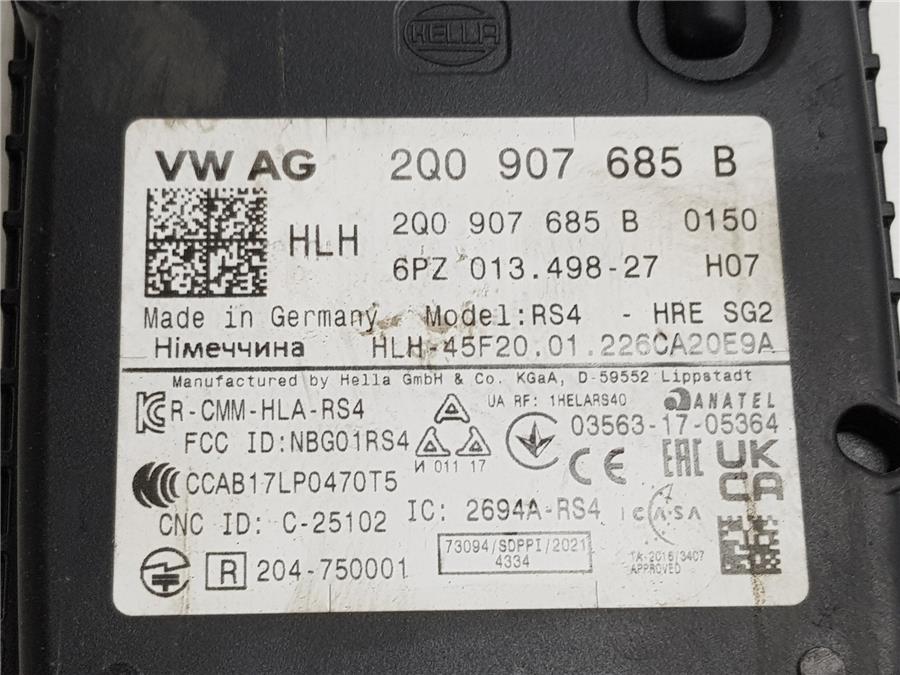 HELLA
VW AG 2Q0 907 685 B
HLH 2Q0 907 685 B 0150
6PZ 013.498-27 H07
Made in Germany Model:RS4 - HRE SG2
Німеччина HLH-45F20.01.226CA20E9A
Manufactured by Hella GmbH & Co. KGaA, D-59552 Lippstadt
R-CMM-HLA-RS4 UA RF: 1HELARS40 ANATEL
FCC ID:NBG01RS4 03563-17-05364
И 011 17 CE EAC UK CA
CCAB17LP0470T5
CNC ID: C-25102 IC: 2694A-RS4 ICASA
R 204-750001 73094/SDPPI/2021
4334
TA-2016/3407
APPROVED